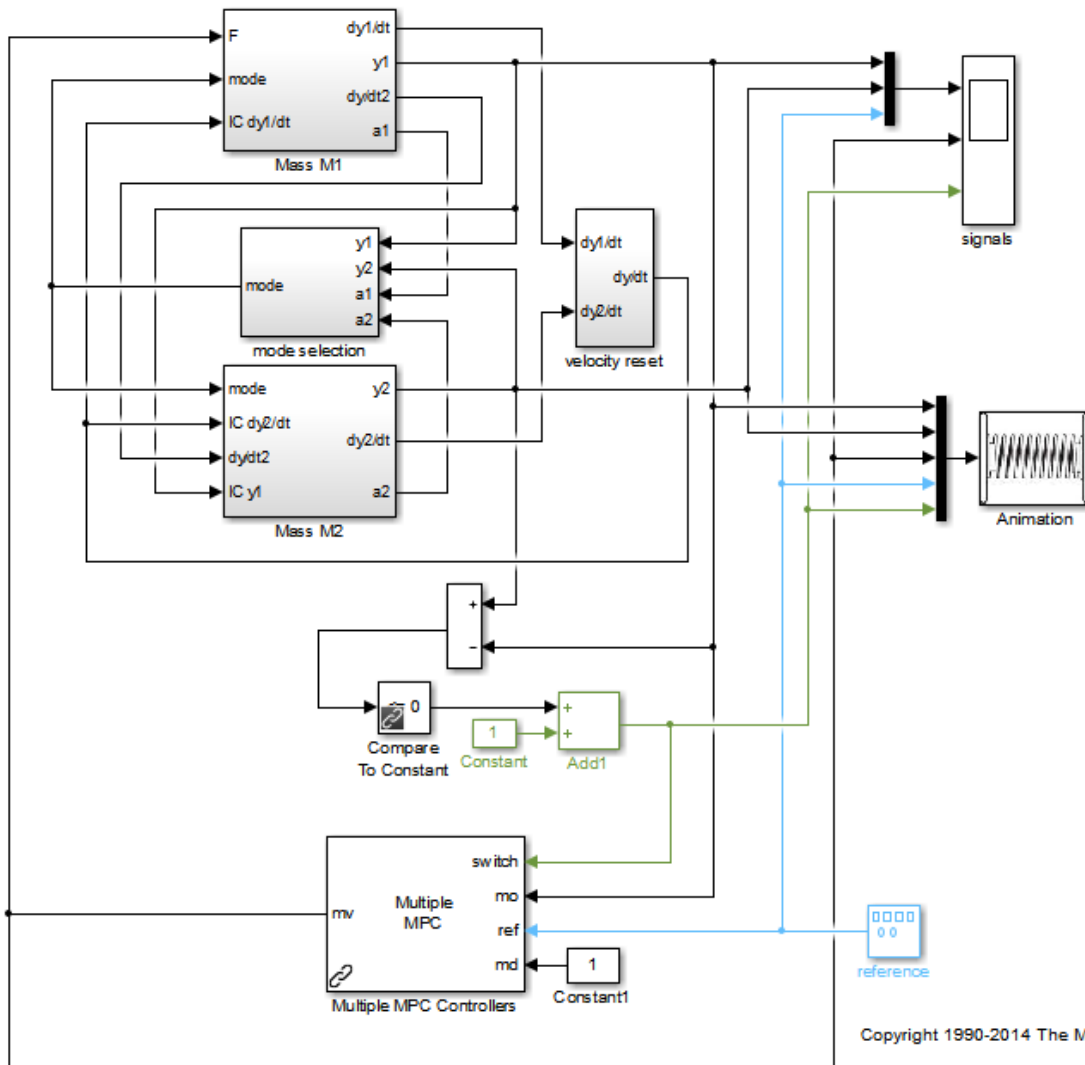 F
mode
IC dy1/dt
dy1/dt
y1
dy/dt2
a1
Mass M1
signals
y1
y2
a1
a2
mode
mode selection
dy1/dt
dy2/dt
dy/dt
velocity reset
mode
IC dy2/dt
dy/dt2
IC y1
y2
dy2/dt
a2
Mass M2
Animation
+
−
0
Compare
To Constant
1
Constant
+
+
Add1
switch
mo
ref
md
mv
Multiple
MPC
Multiple MPC Controllers
1
Constant1
0 0
reference
Copyright 1990-2014 The M